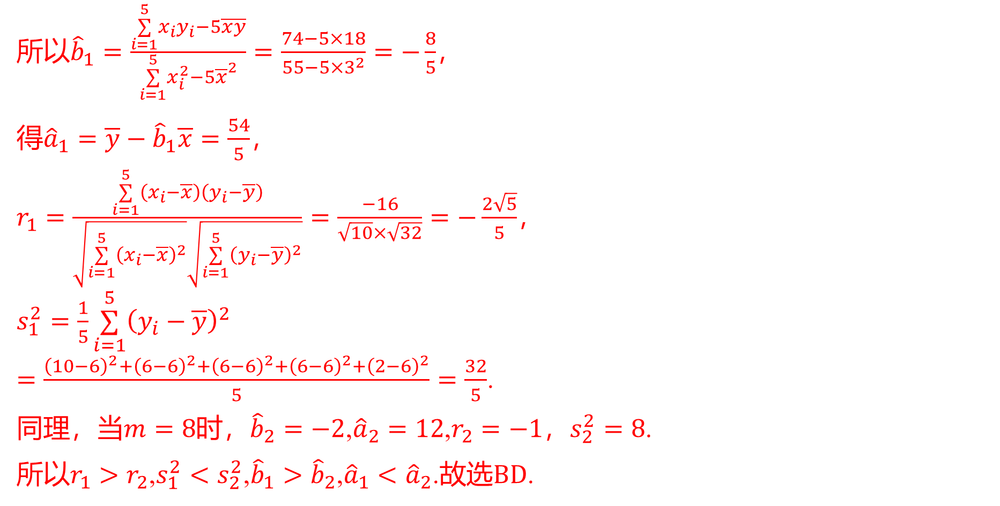 所以$\hat{b}_1=\frac{\sum_{i=1}^{5}x_iy_i-5\overline{xy}}{\sum_{i=1}^{5}x_i^2-5\overline{x}^2}=\frac{74-5×18}{55-5×3^2}=-\frac{8}{5}$,
得$\hat{a}_1=\overline{y}-\hat{b}_1\overline{x}=\frac{54}{5}$,
$r_1=\frac{\sum_{i=1}^{5}(x_i-\overline{x})(y_i-\overline{y})}{\sqrt{\sum_{i=1}^{5}(x_i-\overline{x})^2}\sqrt{\sum_{i=1}^{5}(y_i-\overline{y})^2}}=\frac{-16}{\sqrt{10}×\sqrt{32}}=-\frac{2\sqrt{5}}{5}$,
$s_1^2=\frac{1}{5}\sum_{i=1}^{5}(y_i-\overline{y})^2$
$=\frac{(10-6)^2+(6-6)^2+(6-6)^2+(6-6)^2+(2-6)^2}{5}=\frac{32}{5}$.
同理，当$m=8$时，$\hat{b}_2=-2$,$\hat{a}_2=12$,$r_2=-1$，$s_2^2=8$.
所以$r_1>r_2$,$s_1^2<s_2^2$,$\hat{b}_1>\hat{b}_2$,$\hat{a}_1<\hat{a}_2$.故选BD.